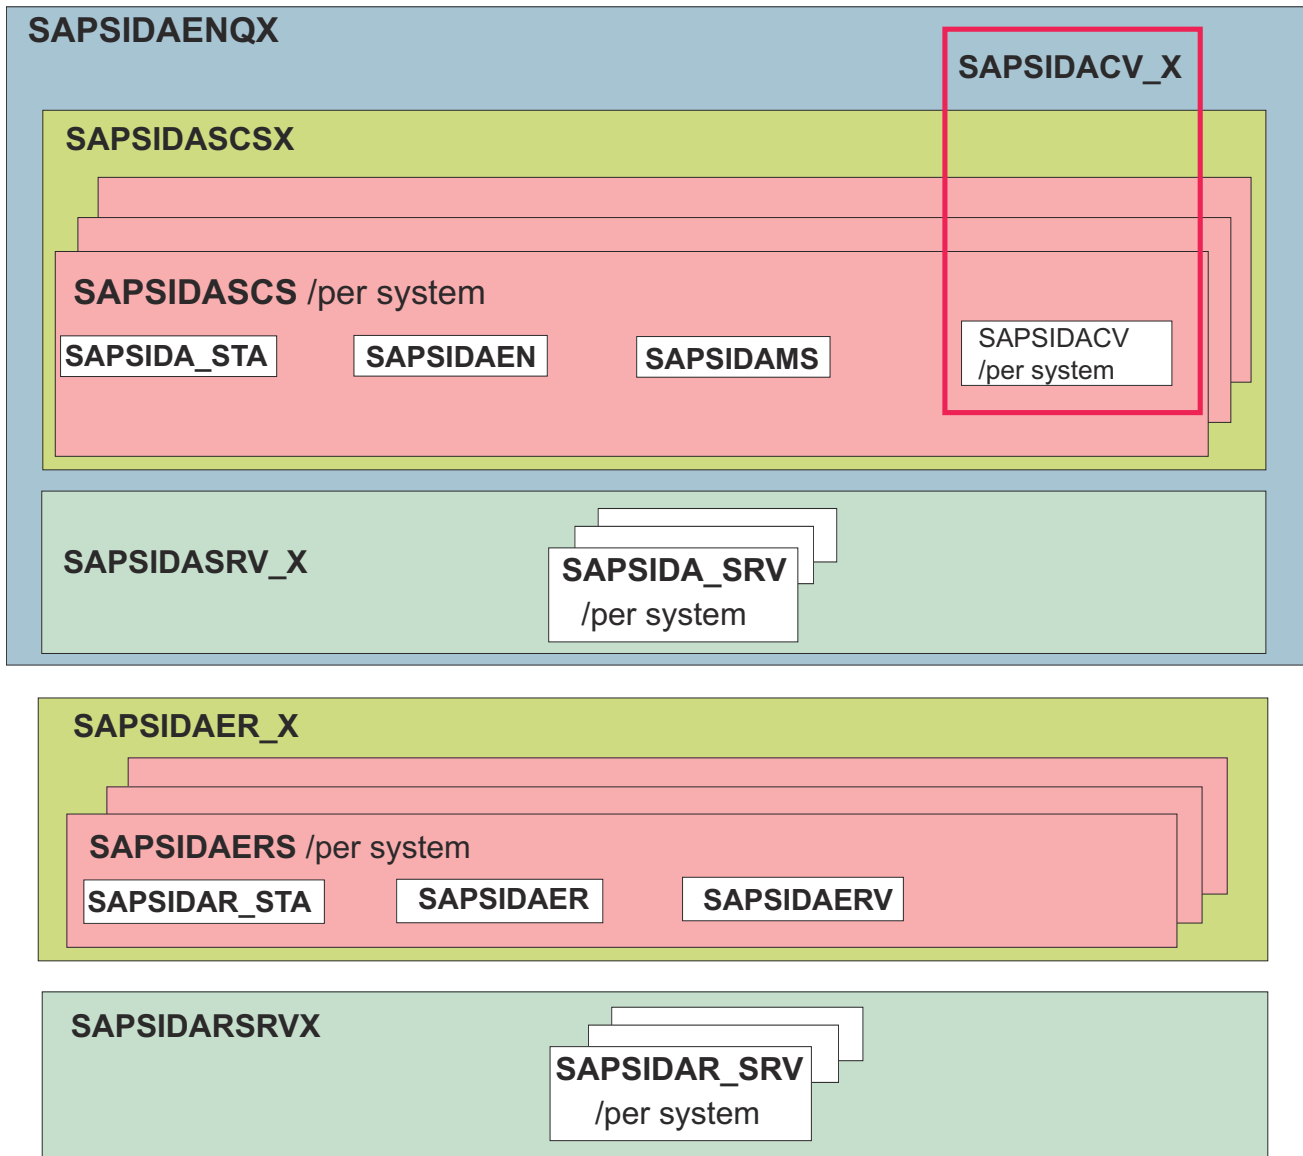 SAPSIDAENQX
SAPSIDACV_X
SAPSIDASCSX
SAPSIDASCS /per system
SAPSIDA_STA
SAPSIDAEN
SAPSIDAMS
SAPSIDACV
/per system
SAPSIDASRV_X
SAPSIDA_SRV
/per system
SAPSIDAER_X
SAPSIDAERS /per system
SAPSIDAR_STA
SAPSIDAER
SAPSIDAERV
SAPSIDARSRVX
SAPSIDAR_SRV
/per system